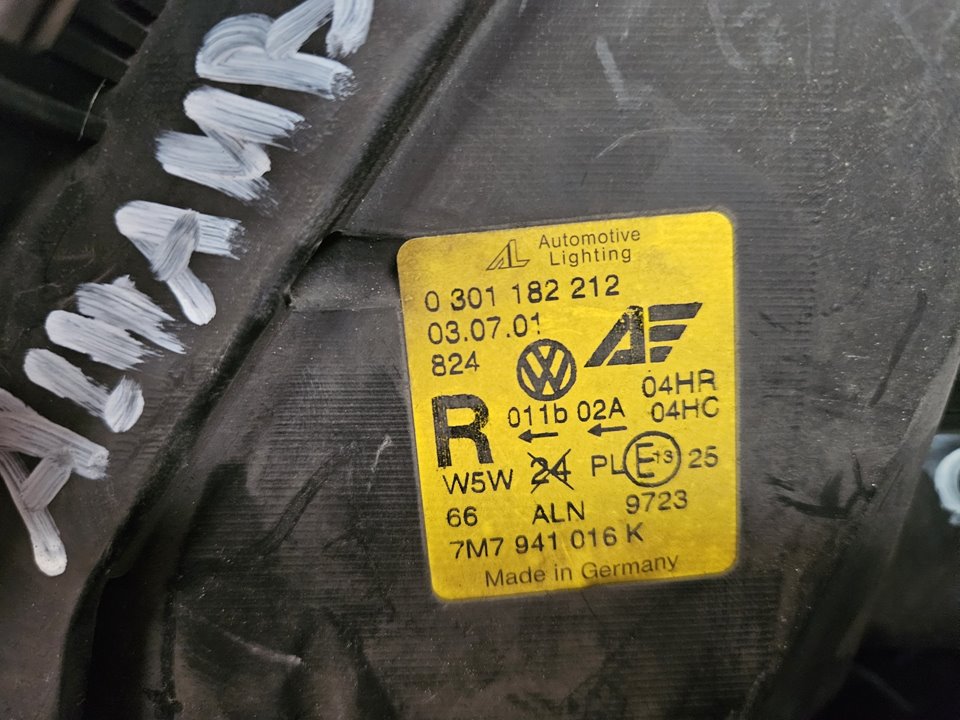 Automotive
Lighting
0 301 182 212
03.07.01
824
04HR
R 011b 02A 04HC
W5W 24 PL E13 25
66 ALN 9723
7M7 941 016 K
Made in Germany